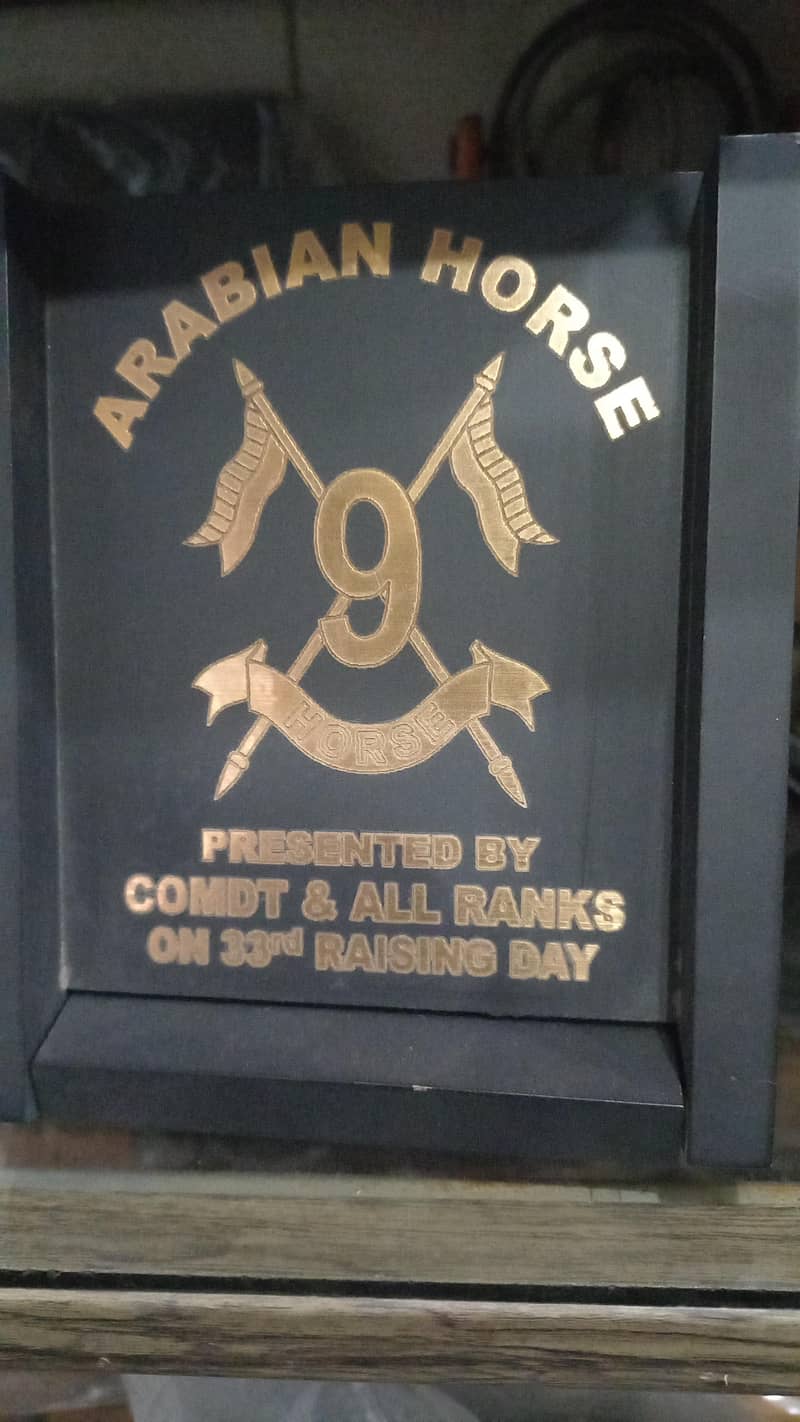 ARABIAN HORSE
9
HORSE
PRESENTED BY
COMDT & ALL RANKS
ON 33rd RAISING DAY